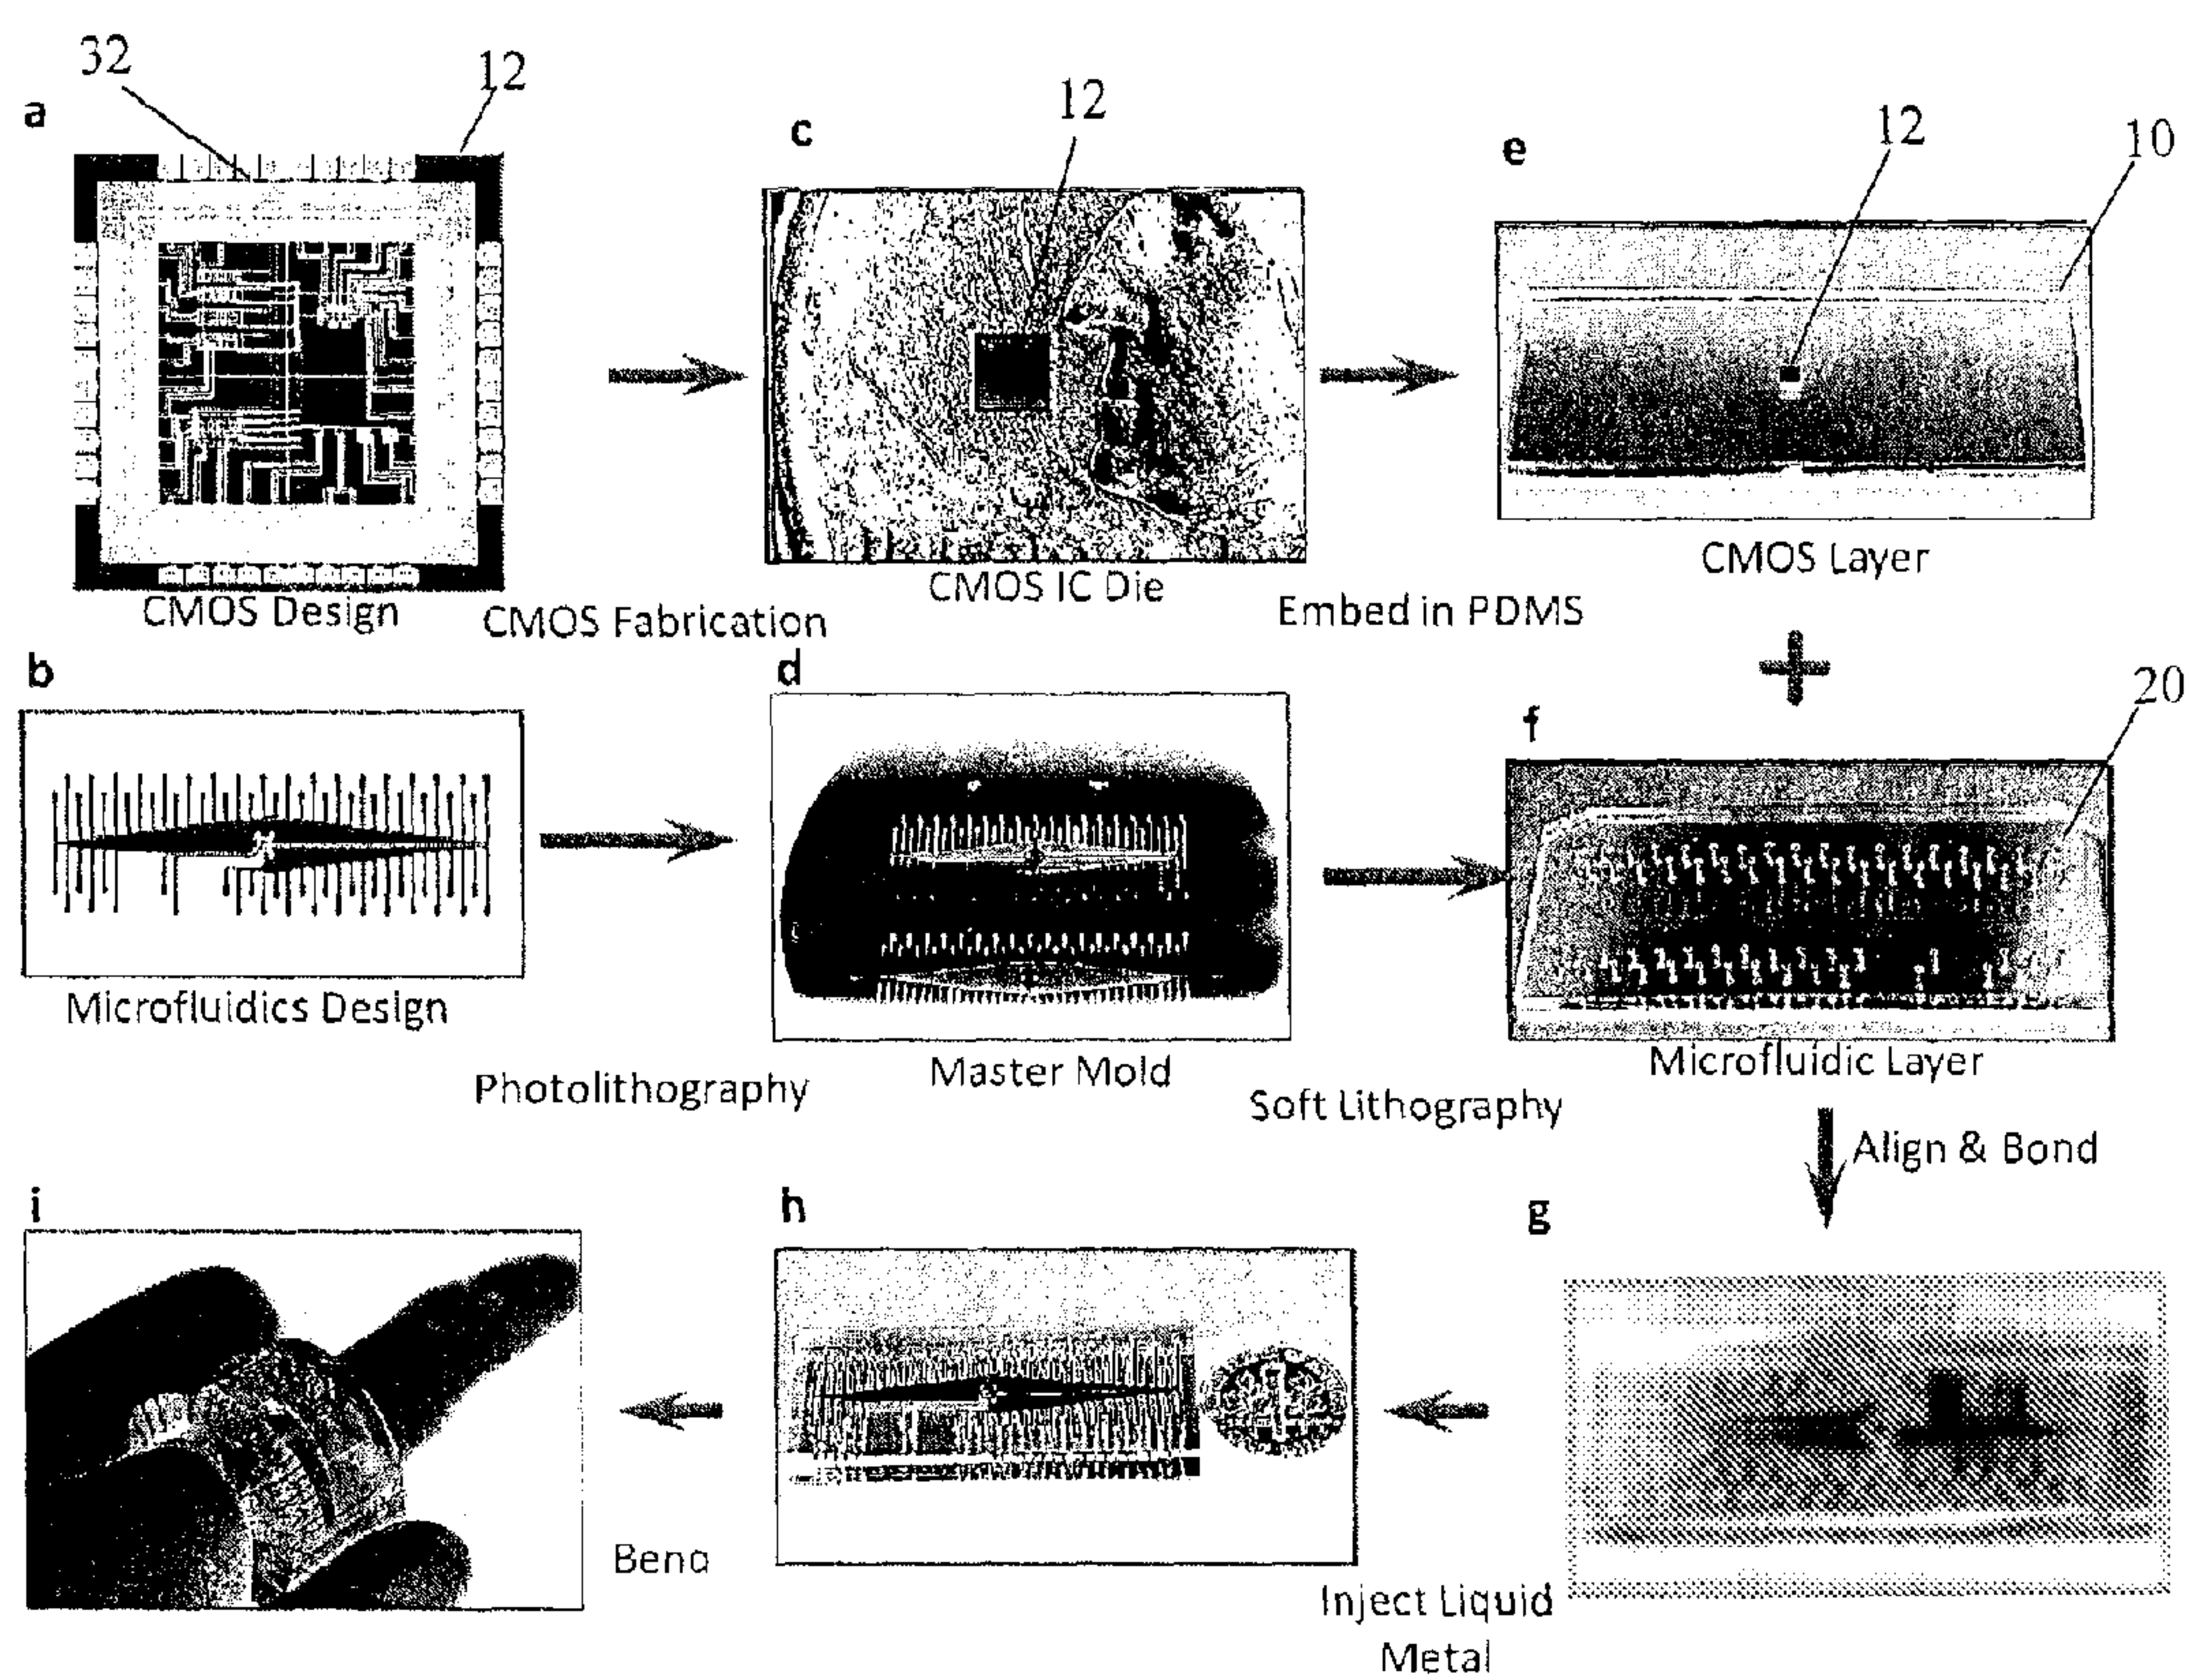 32
12
a
c
12
e
12
10
CMOS Design
CMOS Fabrication
CMOS IC Die
Embed in PDMS
CMOS Layer
+
b
d
f
20
Microfluidics Design
Photolithography
Master Mold
Soft Lithography
Microfluidic Layer
Align & Bond
i
h
g
Bend
Inject Liquid
Metal